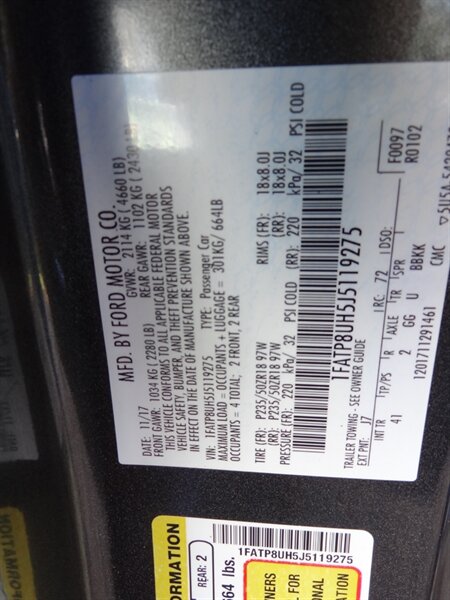 MFD. BY FORD MOTOR CO.
DATE: 11/17 GVWR: 2114 KG (4660 LB)
FRONT GAWR: 1034 KG (2280 LB) REAR GAWR: 1102 KG (2430 LB)
THIS VEHICLE CONFORMS TO ALL APPLICABLE FEDERAL MOTOR
VEHICLE SAFETY, BUMPER, AND THEFT PREVENTION STANDARDS
IN EFFECT ON THE DATE OF MANUFACTURE SHOWN ABOVE.
VIN: 1FATP8UH5J5119275 TYPE: Passenger Car
MAXIMUM LOAD = OCCUPANTS + LUGGAGE = 301KG/ 664LB
OCCUPANTS = 4 TOTAL; 2 FRONT, 2 REAR
TIRE (FR): P235/50ZR18 97W RIMS (FR): 18x8.0J
(RR): P235/50ZR18 97W (RR): 18x8.0J
PSI COLD (FR): 220 kPa/ 32 PSI COLD (RR): 220 kPa/ 32 PSI COLD
1FATP8UH5J5119275
TRAILER TOWING - SEE OWNER GUIDE F0097
EXT PNT: J7 RC: 72 DSO: R0102
INT TR TP/PS R AXLE TR SPR
41 2 GG U BBKK
1201711291461 CMC
INFORMATION
REAR: 2
1FATP8UH5J5119275
664 lbs.